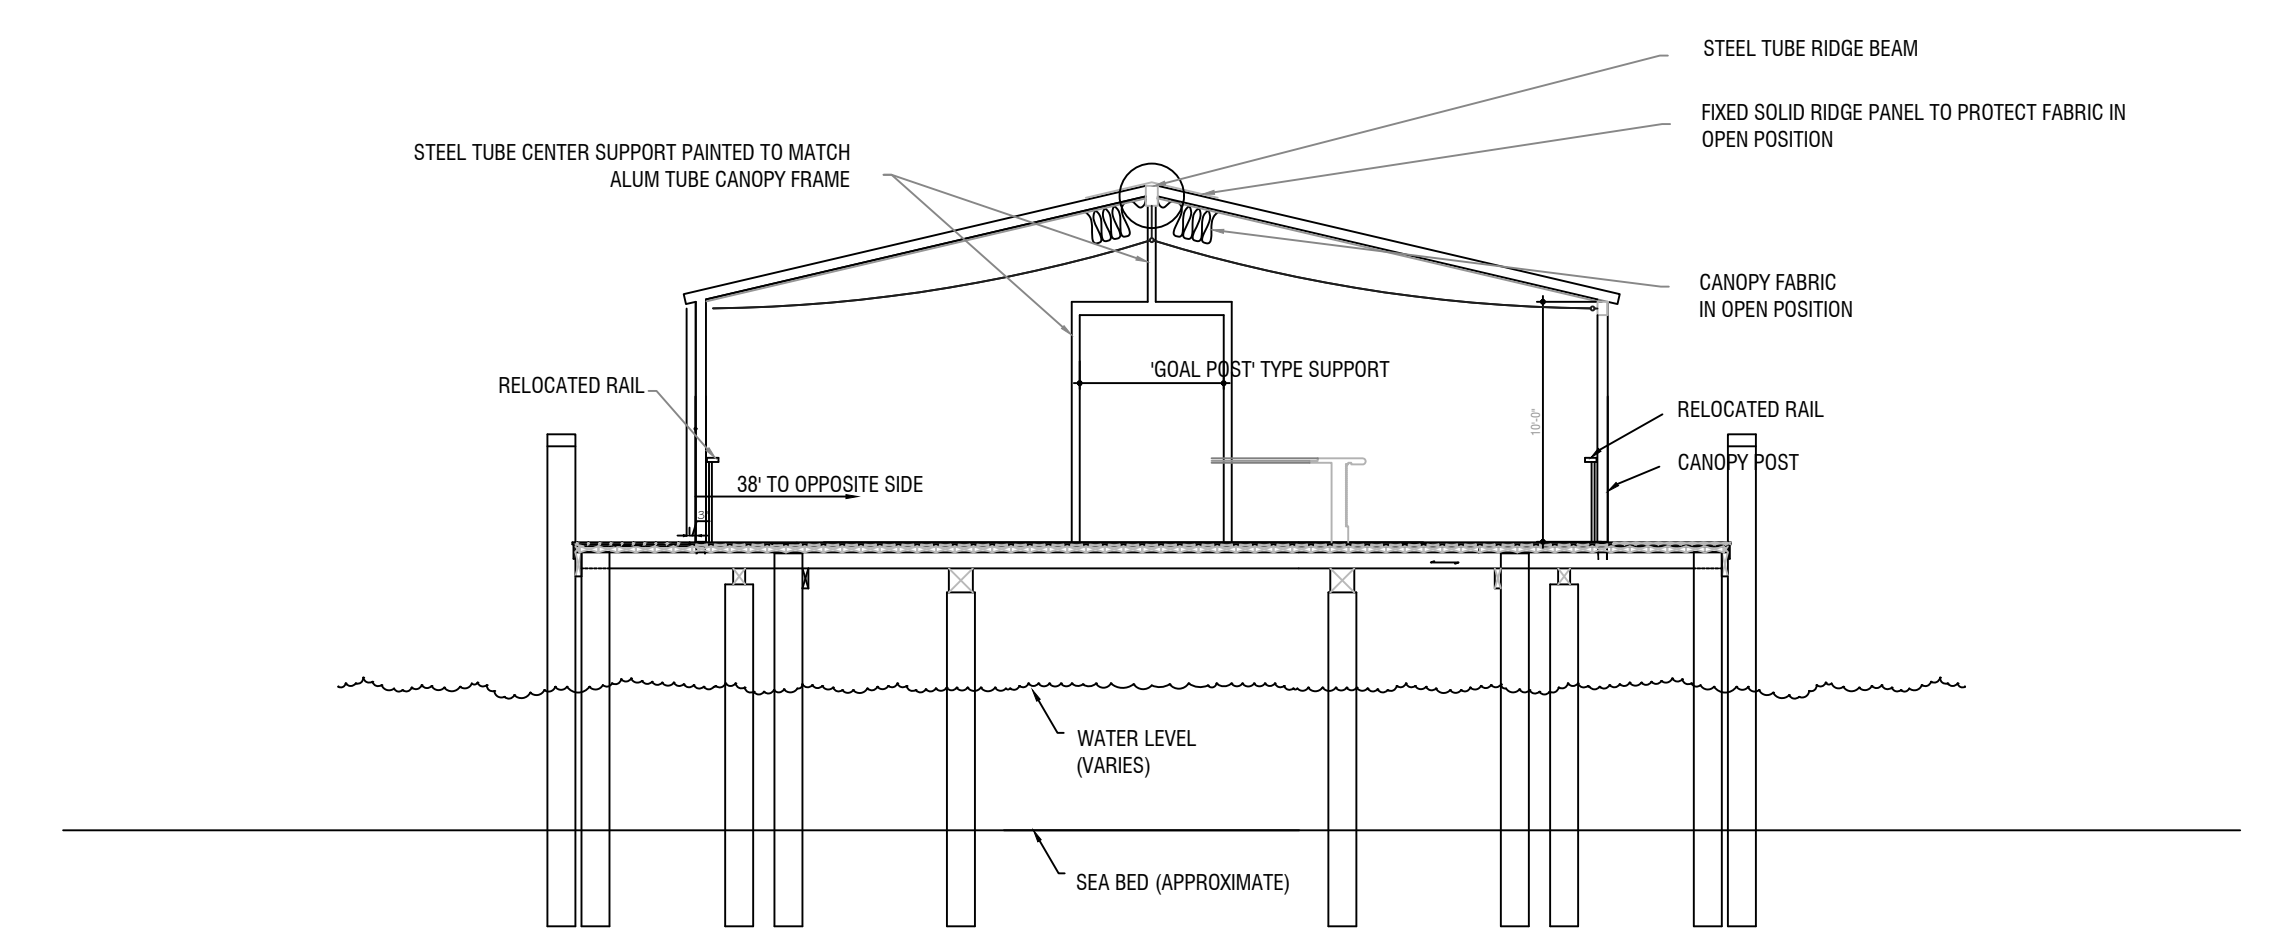 STEEL TUBE RIDGE BEAM
FIXED SOLID RIDGE PANEL TO PROTECT FABRIC IN
OPEN POSITION
STEEL TUBE CENTER SUPPORT PAINTED TO MATCH
ALUM TUBE CANOPY FRAME
CANOPY FABRIC
IN OPEN POSITION
'GOAL POST' TYPE SUPPORT
RELOCATED RAIL
RELOCATED RAIL
10'-0"
CANOPY POST
38' TO OPPOSITE SIDE
WATER LEVEL
(VARIES)
SEA BED (APPROXIMATE)